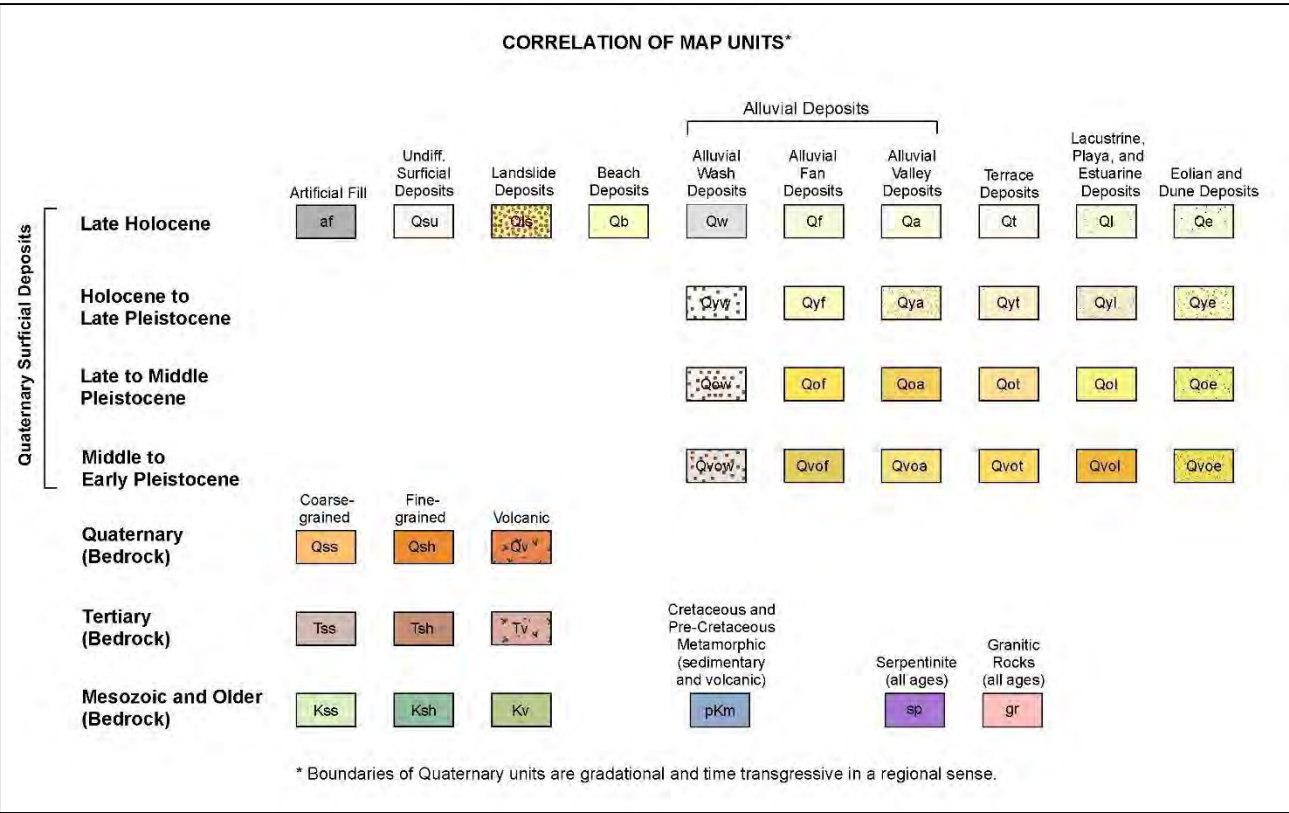 CORRELATION OF MAP UNITS*
Alluvial Deposits
Artificial Fill
Undiff.
Surficial
Deposits
Landslide
Deposits
Beach
Deposits
Alluvial
Wash
Deposits
Alluvial
Fan
Deposits
Alluvial
Valley
Deposits
Terrace
Deposits
Lacustrine,
Playa, and
Estuarine
Deposits
Eolian and
Dune Deposits
Quaternary Surficial Deposits
Late Holocene
af
Qsu
Qls
Qb
Qw
Qf
Qa
Qt
Ql
Qe
Holocene to
Late Pleistocene
Qyw
Qyf
Qya
Qyt
Qyl
Qye
Late to Middle
Pleistocene
Qow
Qof
Qoa
Qot
Qol
Qoe
Middle to
Early Pleistocene
Qvow
Qvof
Qvoa
Qvot
Qvol
Qvoe
Coarse-
grained
Fine-
grained
Volcanic
Quaternary
(Bedrock)
Qss
Qsh
Qv
Tertiary
(Bedrock)
Tss
Tsh
Tv
Cretaceous and
Pre-Cretaceous
Metamorphic
(sedimentary
and volcanic)
Serpentinite
(all ages)
Granitic
Rocks
(all ages)
Mesozoic and Older
(Bedrock)
Kss
Ksh
Kv
pKm
sp
gr
* Boundaries of Quaternary units are gradational and time transgressive in a regional sense.